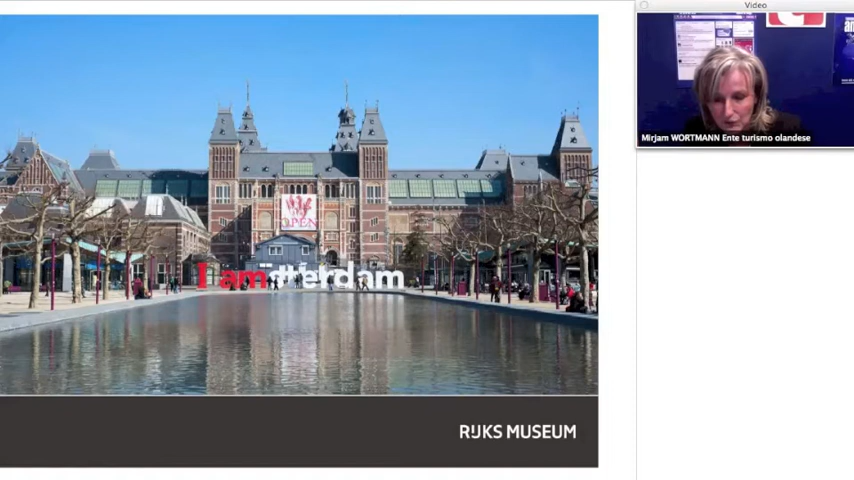 Video
Mirjam WORTMANN Ente turismo olandese
OPEN
I amsterdam
RIJKS MUSEUM